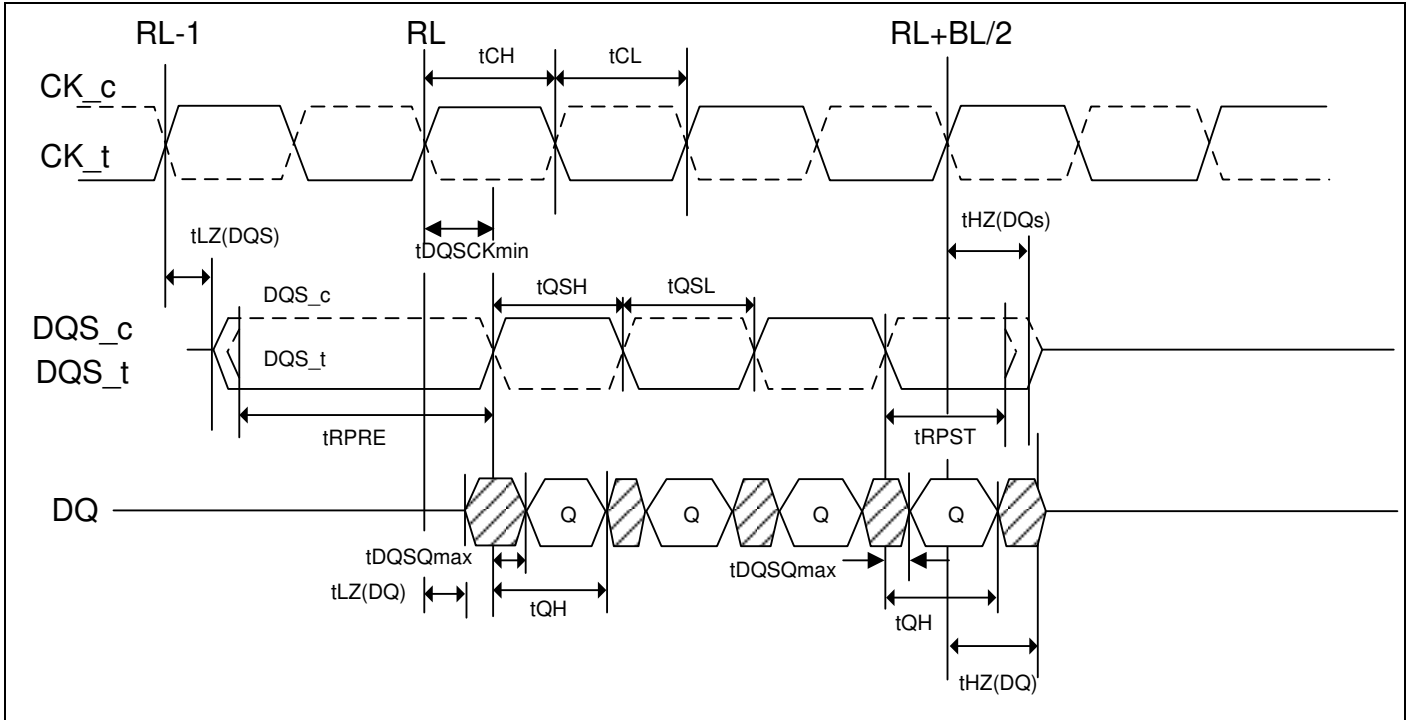 RL-1
RL
RL+BL/2
tCH
tCL
CK_c
CK_t
tLZ(DQS)
tDQSCKmin
tHZ(DQs)
DQS_c
tQSH
tQSL
DQS_c
DQS_t
DQS_t
tRPRE
tRPST
DQ
Q
Q
Q
Q
tDQSQmax
tDQSQmax
tLZ(DQ)
tQH
tQH
tHZ(DQ)